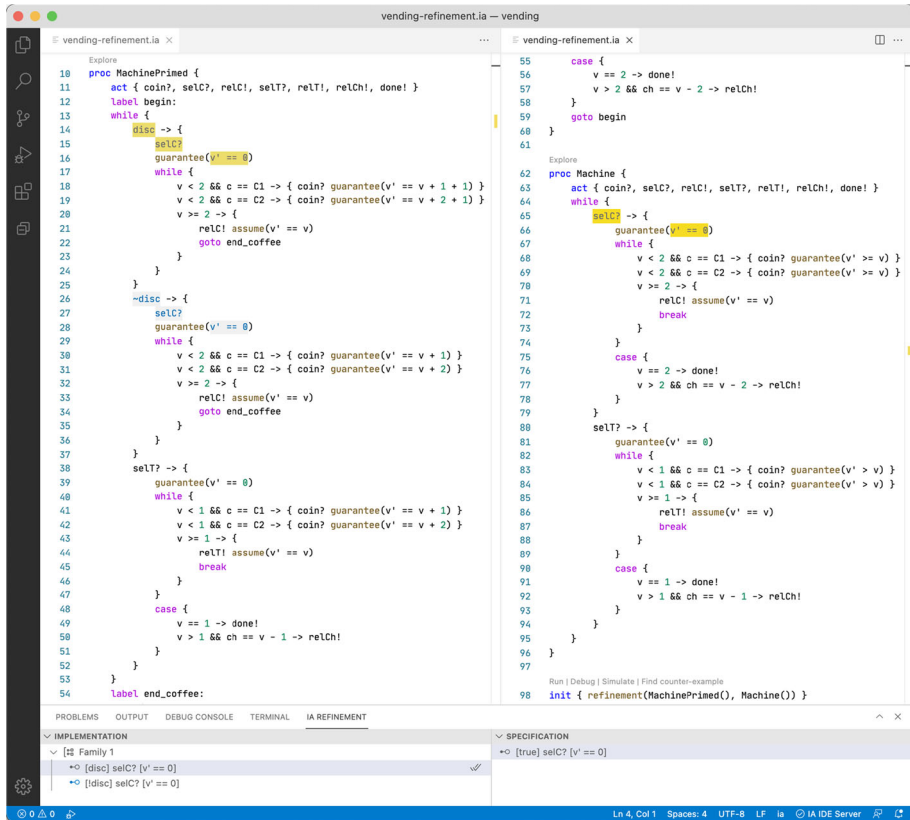 vending-refinement.ia — vending
vending-refinement.ia ×
Explore
10 proc MachinePrimed {
11 act { coin?, selC?, relC!, selT?, relT!, relCh!, done! }
12 label begin:
13 while {
14 disc -> {
15 selC?
16 guarantee(v' == 0)
17 while {
18 v < 2 && c == C1 -> { coin? guarantee(v' == v + 1 + 1) }
19 v < 2 && c == C2 -> { coin? guarantee(v' == v + 2 + 1) }
20 v >= 2 -> {
21 relC! assume(v' == v)
22 goto end_coffee
23 }
24 }
25 }
26 ~disc -> {
27 selC?
28 guarantee(v' == 0)
29 while {
30 v < 2 && c == C1 -> { coin? guarantee(v' == v + 1) }
31 v < 2 && c == C2 -> { coin? guarantee(v' == v + 2) }
32 v >= 2 -> {
33 relC! assume(v' == v)
34 goto end_coffee
35 }
36 }
37 }
38 selT? -> {
39 guarantee(v' == 0)
40 while {
41 v < 1 && c == C1 -> { coin? guarantee(v' == v + 1) }
42 v < 1 && c == C2 -> { coin? guarantee(v' == v + 2) }
43 v >= 1 -> {
44 relT! assume(v' == v)
45 break
46 }
47 }
48 case {
49 v == 1 -> done!
50 v > 1 && ch == v - 1 -> relCh!
51 }
52 }
53 }
54 label end_coffee:
vending-refinement.ia ×
55 case {
56 v == 2 -> done!
57 v > 2 && ch == v - 2 -> relCh!
58 }
59 goto begin
60 }
61
Explore
62 proc Machine {
63 act { coin?, selC?, relC!, selT?, relT!, relCh!, done! }
64 while {
65 selC? -> {
66 guarantee(v' == 0)
67 while {
68 v < 2 && c == C1 -> { coin? guarantee(v' >= v) }
69 v < 2 && c == C2 -> { coin? guarantee(v' >= v) }
70 v >= 2 -> {
71 relC! assume(v' == v)
72 break
73 }
74 }
75 case {
76 v == 2 -> done!
77 v > 2 && ch == v - 2 -> relCh!
78 }
79 }
80 selT? -> {
81 guarantee(v' == 0)
82 while {
83 v < 1 && c == C1 -> { coin? guarantee(v' > v) }
84 v < 1 && c == C2 -> { coin? guarantee(v' > v) }
85 v >= 1 -> {
86 relT! assume(v' == v)
87 break
88 }
89 }
90 case {
91 v == 1 -> done!
92 v > 1 && ch == v - 1 -> relCh!
93 }
94 }
95 }
96 }
97
Run | Debug | Simulate | Find counter-example
98 init { refinement(MachinePrimed(), Machine()) }
PROBLEMS OUTPUT DEBUG CONSOLE TERMINAL IA REFINEMENT
IMPLEMENTATION
Family 1
[disc] selC? [v' == 0]
[!disc] selC? [v' == 0]
SPECIFICATION
[true] selC? [v' == 0]
0 0 Ln 4, Col 1 Spaces: 4 UTF-8 LF ia IA IDE Server